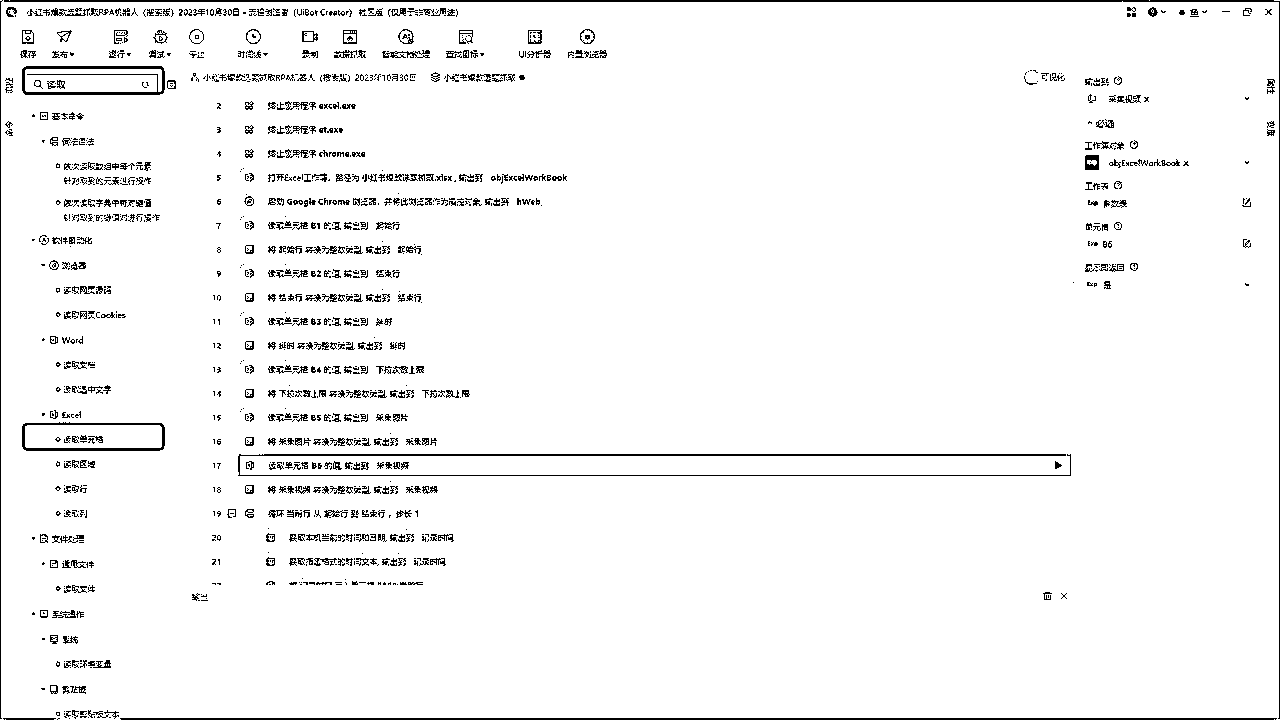 小红书爆款选题抓取RPA机器人（搜索版）2023年10月30日 - 流程创造者（UiBot Creator） 社区版（仅用于非商业用途）
保存 发布 运行 调试 停止 时间线 录制 数据抓取 智能文档处理 查找图标 UI分析器 内置浏览器
读取
小红书爆款选题抓取RPA机器人（搜索版）2023年10月30日 小红书爆款选题抓取
可视化
基本命令
词法语法
依次读取数组中每个元素
针对取到的元素进行操作
依次读取字典中每对键值
针对取到的键值对进行操作
软件自动化
浏览器
读取网页源码
读取网页Cookies
Word
读取文档
读取选中文字
Excel
读取单元格
读取区域
读取行
读取列
文件处理
通用文件
读取文件
系统操作
系统
读取环境变量
剪贴板
读取剪贴板文本
2 终止应用程序 excel.exe
3 终止应用程序 et.exe
4 终止应用程序 chrome.exe
5 打开Excel工作簿，路径为 小红书爆款选题抓取.xlsx , 输出到 objExcelWorkBook
6 启动 Google Chrome 浏览器，并将此浏览器作为操控对象, 输出到 hWeb
7 读取单元格 B1 的值, 输出到 起始行
8 将 起始行 转换为整数类型, 输出到 起始行
9 读取单元格 B2 的值, 输出到 结束行
10 将 结束行 转换为整数类型, 输出到 结束行
11 读取单元格 B3 的值, 输出到 延时
12 将 延时 转换为整数类型, 输出到 延时
13 读取单元格 B4 的值, 输出到 下拉次数上限
14 将 下拉次数上限 转换为整数类型, 输出到 下拉次数上限
15 读取单元格 B5 的值, 输出到 采集图片
16 将 采集图片 转换为整数类型, 输出到 采集图片
17 读取单元格 B6 的值, 输出到 采集视频
18 将 采集视频 转换为整数类型, 输出到 采集视频
19 循环 当前行 从 起始行 到 结束行 , 步长 1
20 获取本机当前的时间和日期, 输出到 记录时间
21 获取指定格式的时间文本, 输出到 记录时间
输出
输出到
采集视频 x
必选
工作簿对象
objExcelWorkBook x
工作表
Exp 参数表
单元格
Exp B6
显示即返回
Exp 是